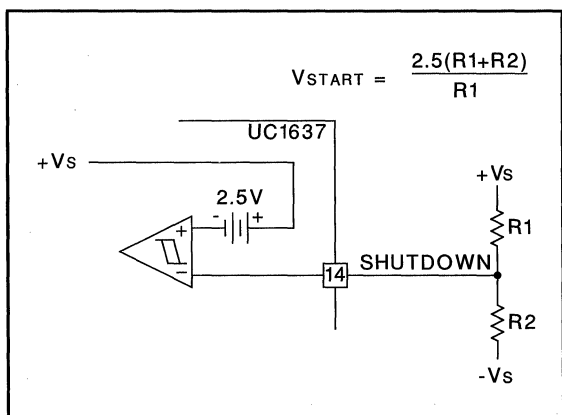 VSTART = 2.5(R1+R2)
R1
UC1637
+VS
2.5V
- +
+VS
+
R1
-
14 SHUTDOWN
R2
-VS